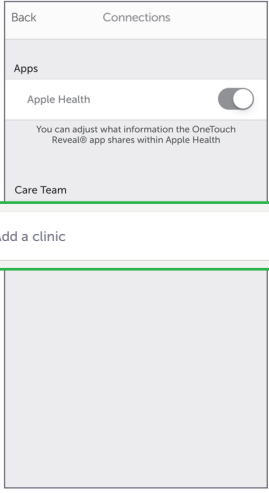 Back Connections
Apps
Apple Health
You can adjust what information the OneTouch
Reveal® app shares within Apple Health
Care Team
Add a clinic